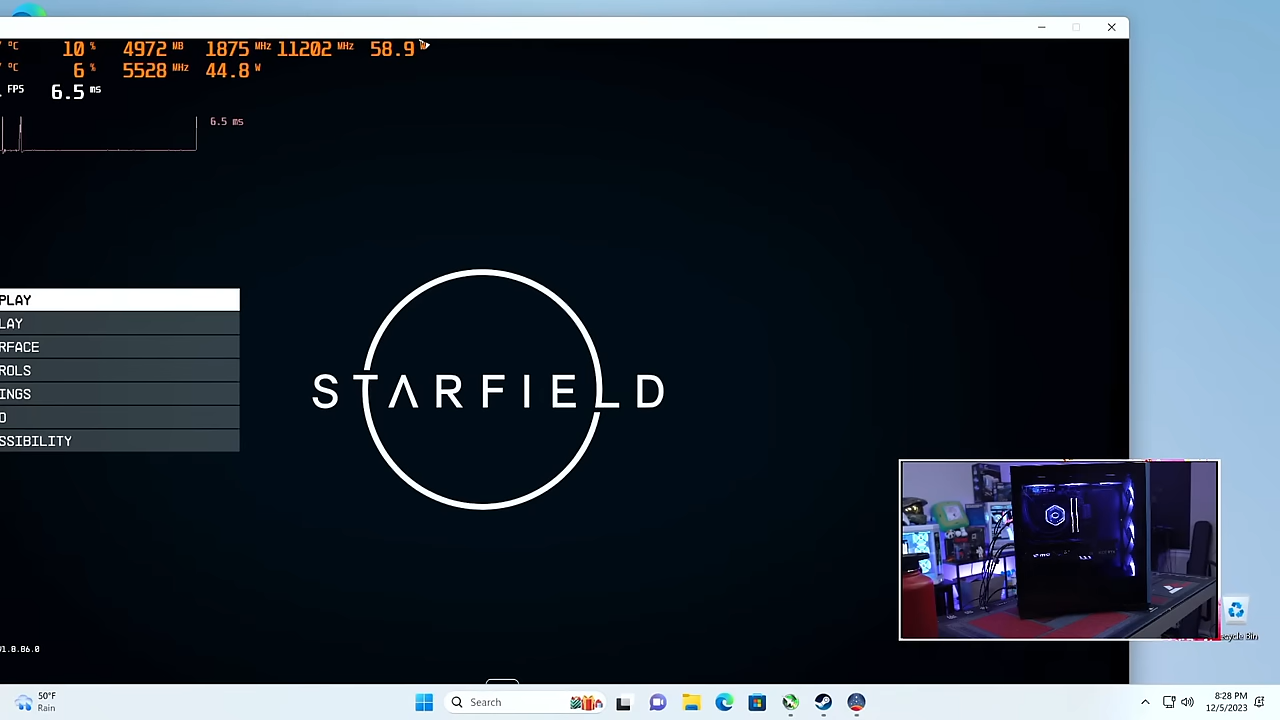 °C 10 % 4972 MB 1875 MHz 11202 MHz 58.9 W
°C 6 % 5528 MHz 44.8 W
FPS 6.5 ms
6.5 ms
PLAY
LAY
RFACE
ROLS
INGS
O
SSIBILITY
STARFIELD
V1.8.86.0
ecycle Bin
50°F
Rain
Search
8:28 PM
12/5/2023